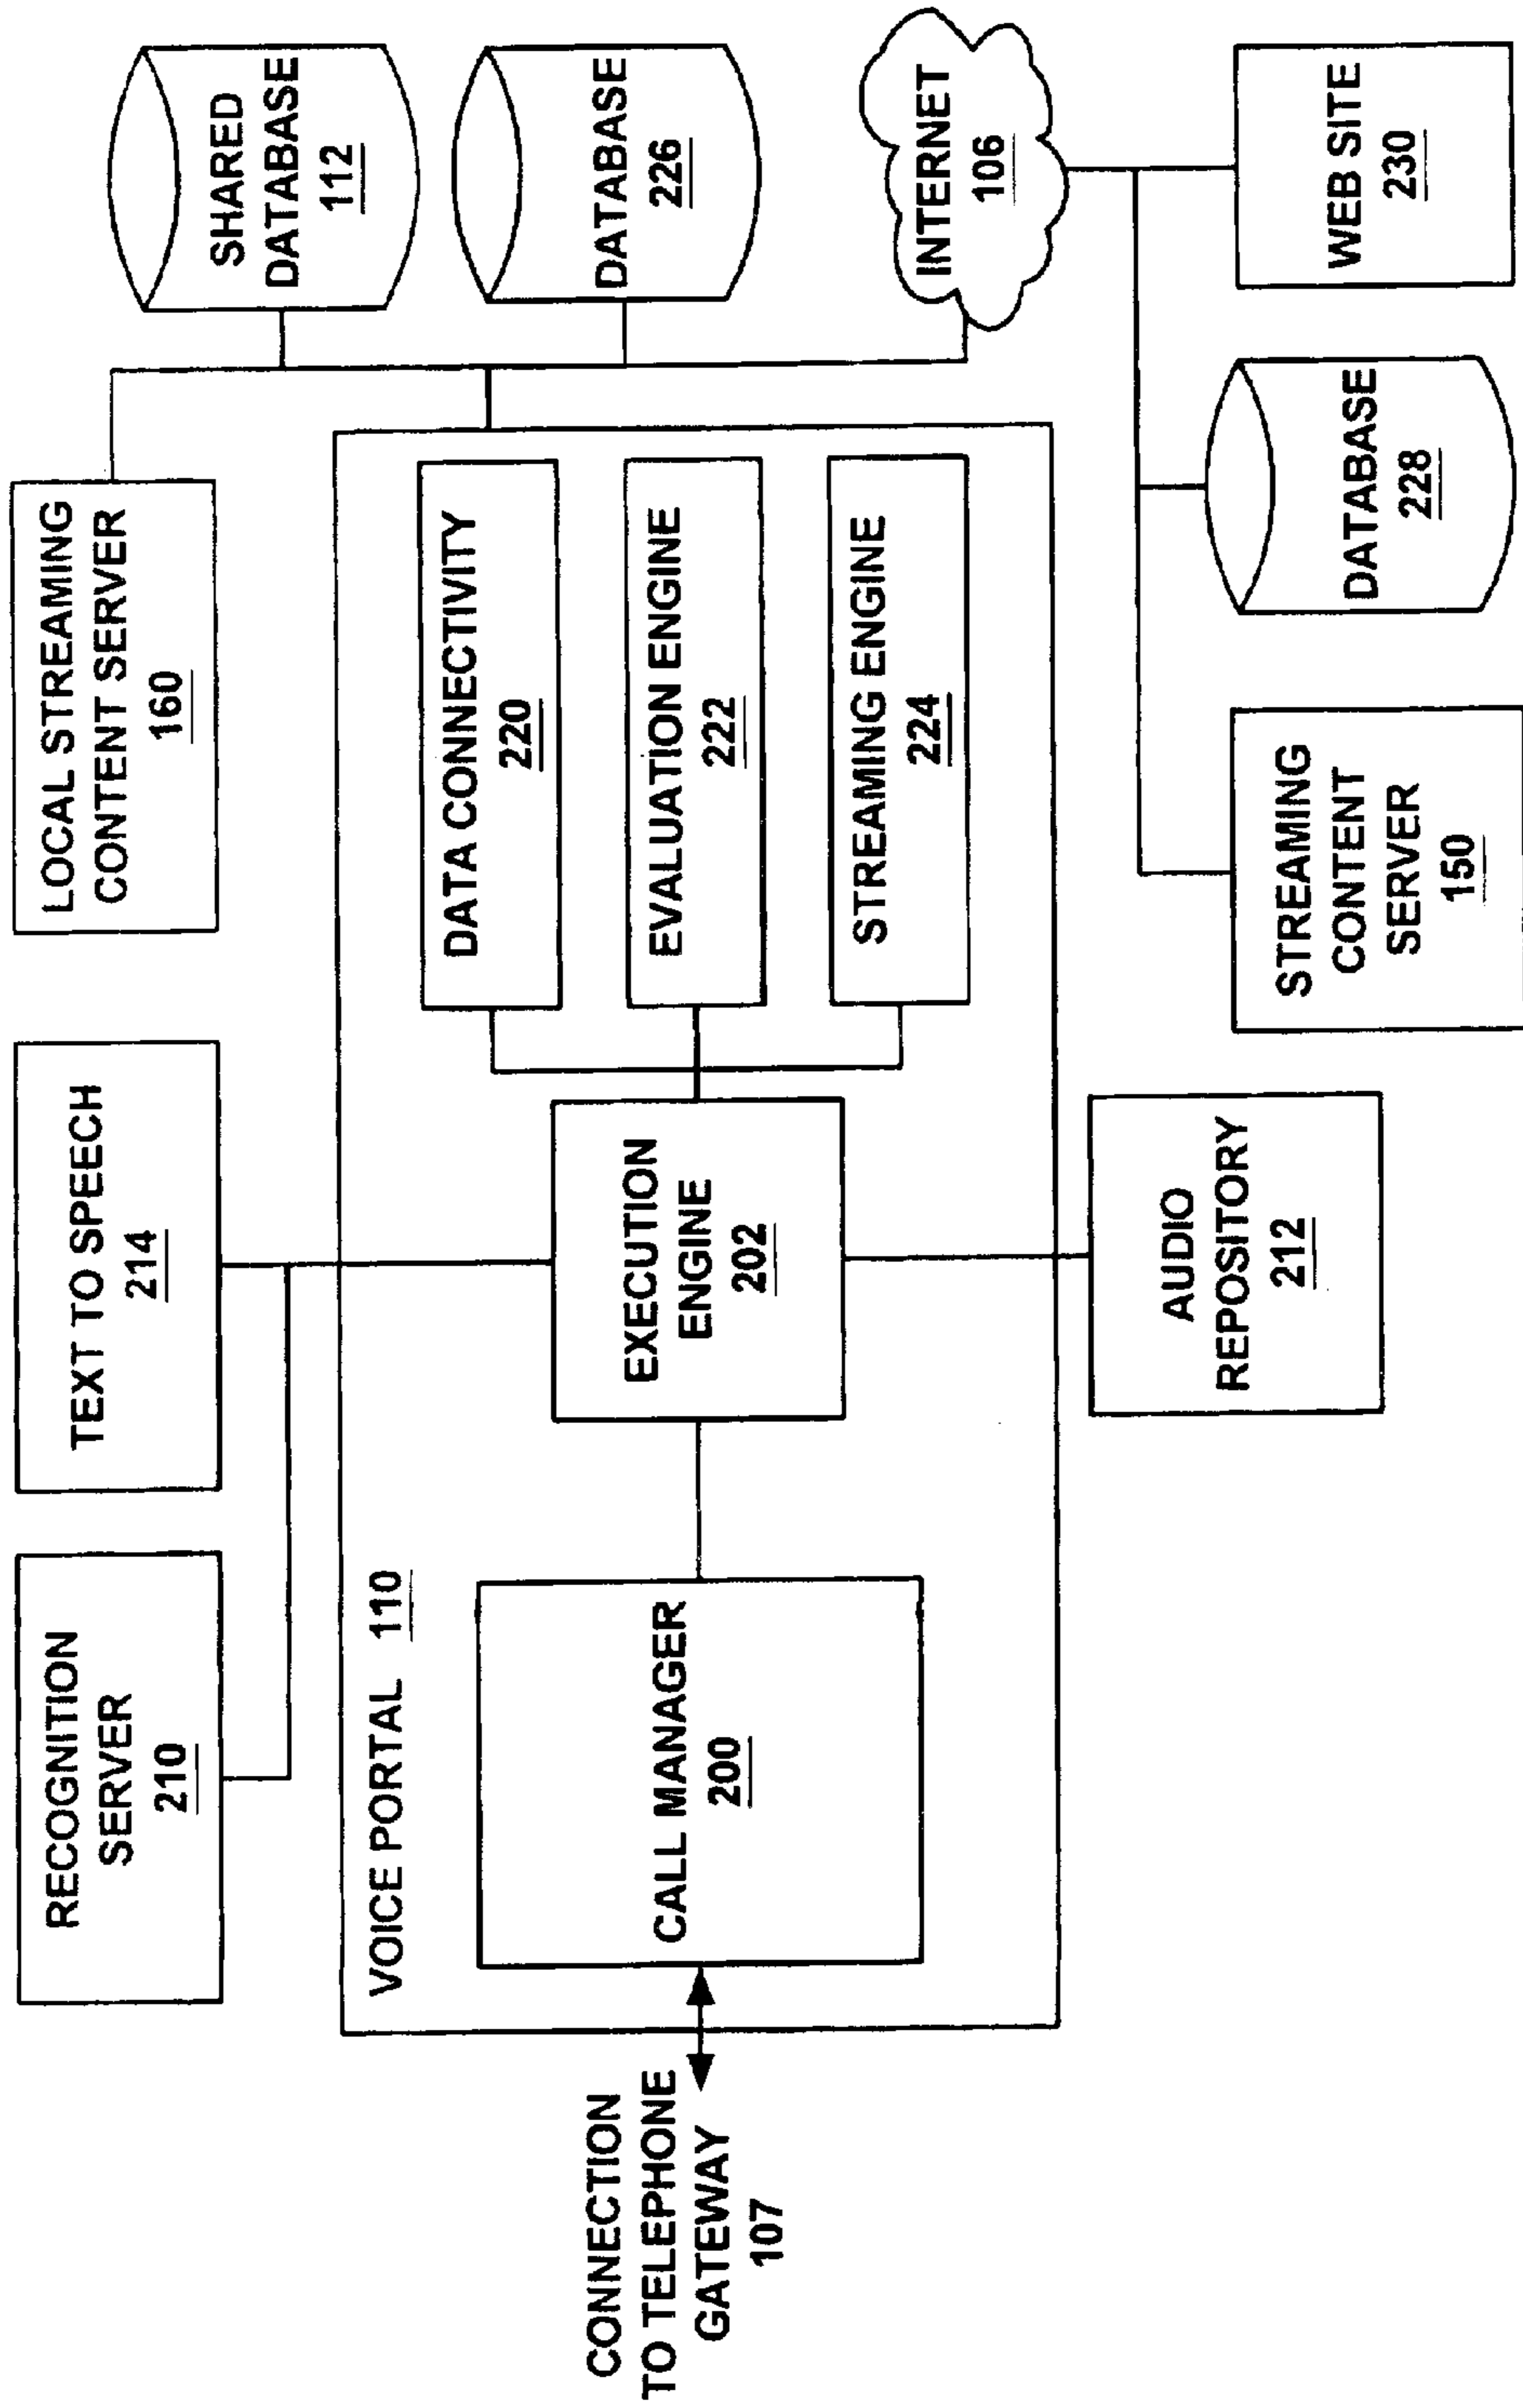 RECOGNITION
SERVER
210
TEXT TO SPEECH
214
LOCAL STREAMING
CONTENT SERVER
160
SHARED
DATABASE
112
VOICE PORTAL 110
CONNECTION
TO TELEPHONE
GATEWAY
107
CALL MANAGER
200
EXECUTION
ENGINE
202
DATA CONNECTIVITY
220
EVALUATION ENGINE
222
STREAMING ENGINE
224
DATABASE
226
INTERNET
106
AUDIO
REPOSITORY
212
STREAMING
CONTENT
SERVER
150
DATABASE
228
WEB SITE
230